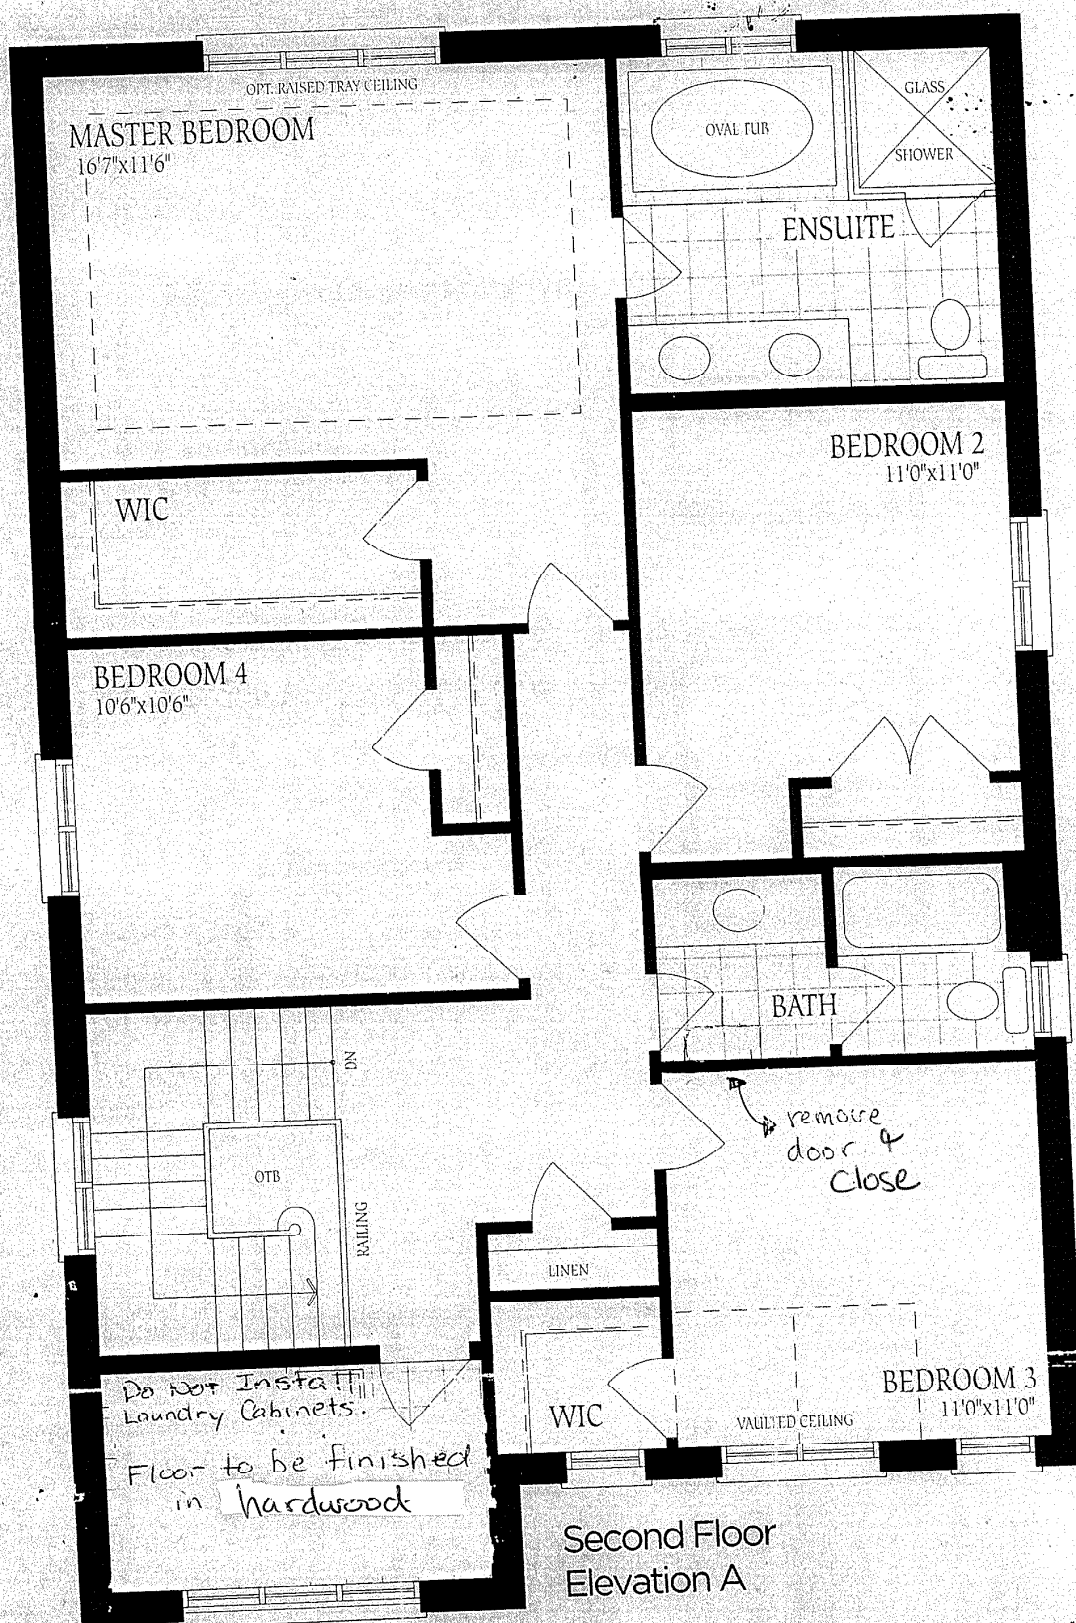 OPT. RAISED TRAY CEILING
MASTER BEDROOM
16'7"x11'6"
OVAL TUB
GLASS
SHOWER
ENSUITE
BEDROOM 2
11'0"x11'0"
WIC
BEDROOM 4
10'6"x10'6"
BATH
DN
remove
door &
Close
OTB
RAILING
LINEN
WIC
VAULTED CEILING
BEDROOM 3
11'0"x11'0"
Do Not Install
Laundry Cabinets.
Floor to be finished
in hardwood
Second Floor
Elevation A